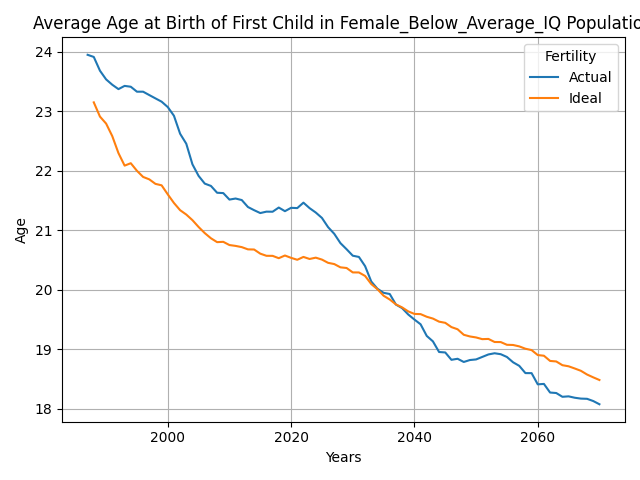 Average Age at Birth of First Child in Female_Below_Average_IQ Populatio
Fertility
Actual
Ideal
24
23
22
21
20
19
18
Age
2000
2020
2040
2060
Years